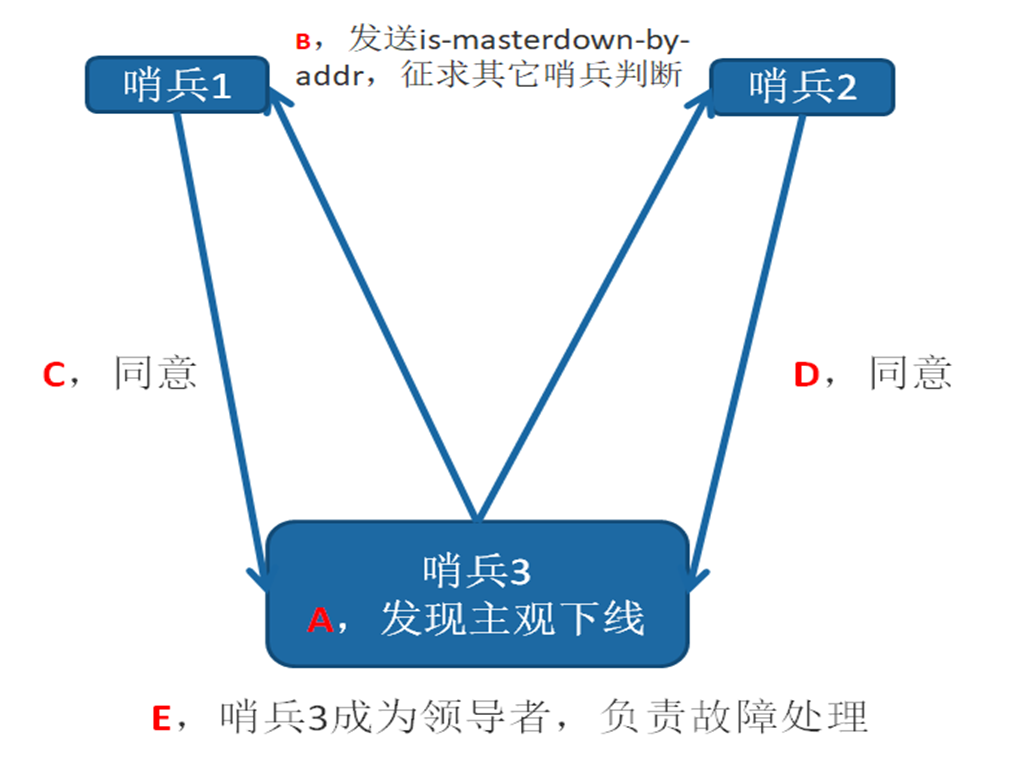 B，发送is-masterdown-by-
addr，征求其它哨兵判断
哨兵1
哨兵2
C，同意
D，同意
哨兵3
A，发现主观下线
E，哨兵3成为领导者，负责故障处理